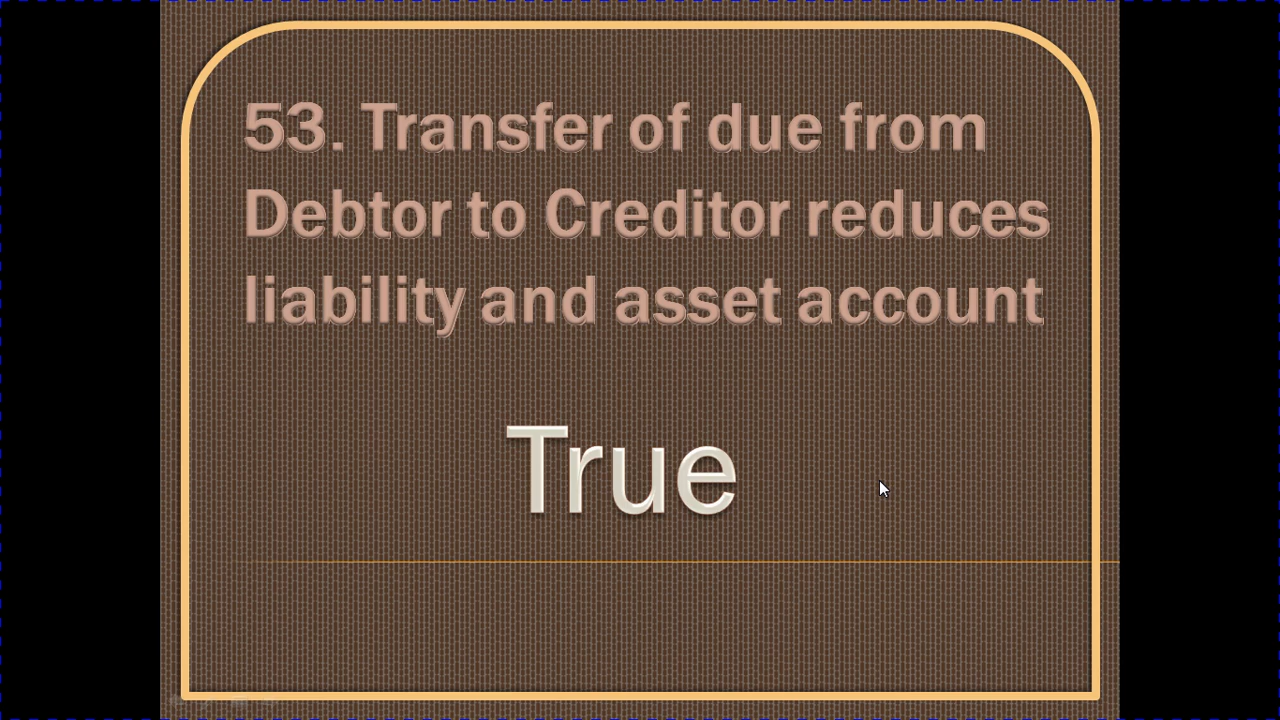 53. Transfer of due from
Debtor to Creditor reduces
liability and asset account
True